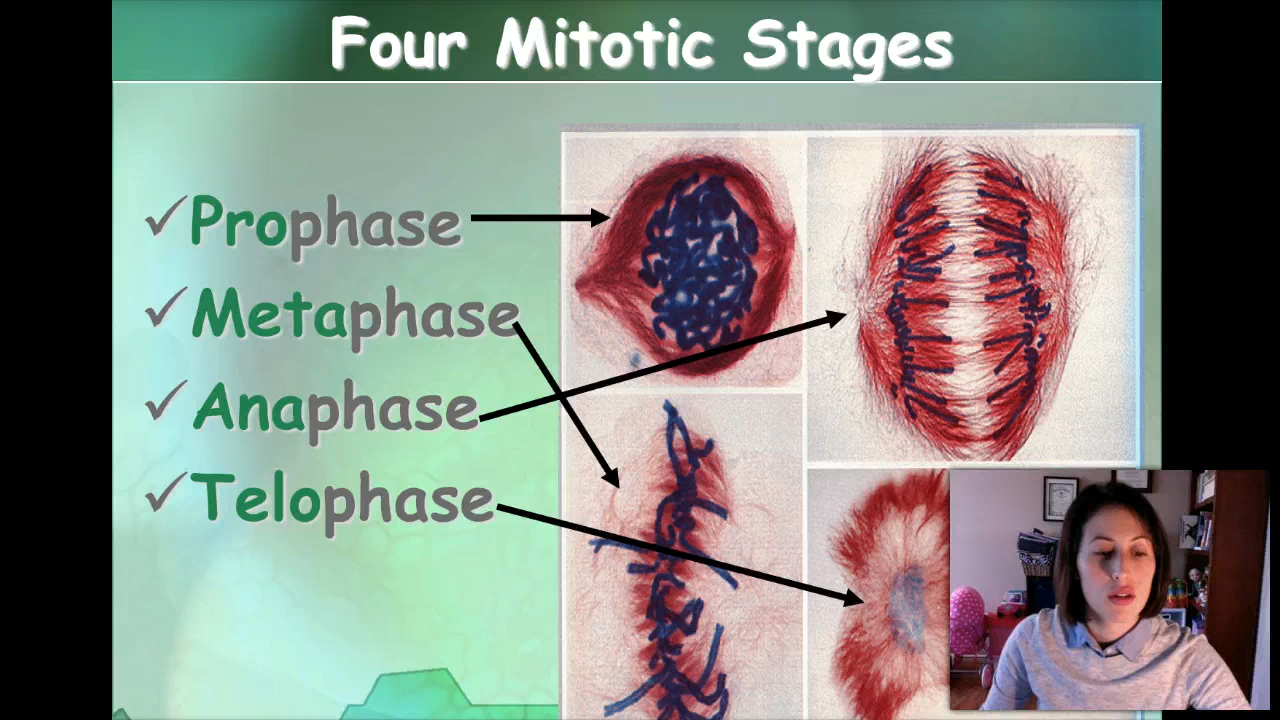 Four Mitotic Stages
✓Prophase
✓Metaphase
✓Anaphase
✓Telophase